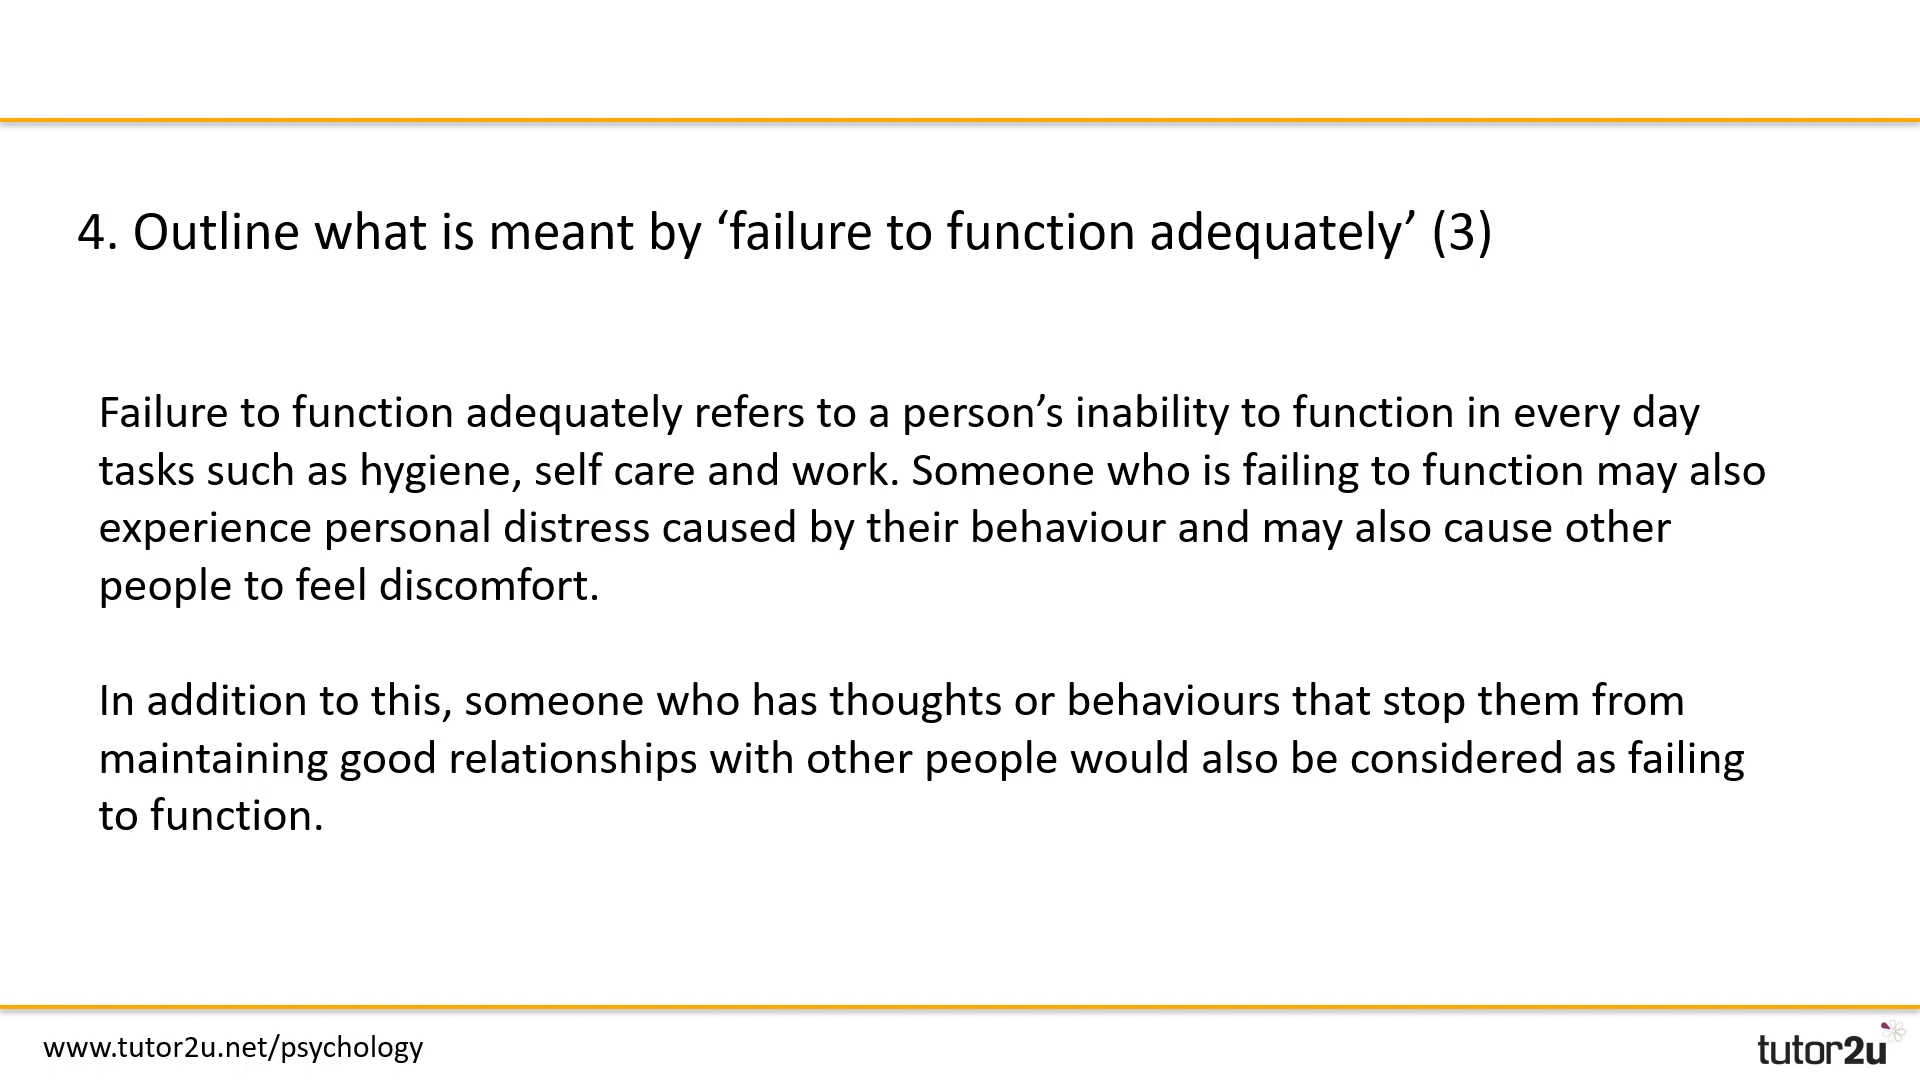 4. Outline what is meant by ‘failure to function adequately’ (3)
Failure to function adequately refers to a person’s inability to function in every day
tasks such as hygiene, self care and work. Someone who is failing to function may also
experience personal distress caused by their behaviour and may also cause other
people to feel discomfort.
In addition to this, someone who has thoughts or behaviours that stop them from
maintaining good relationships with other people would also be considered as failing
to function.
www.tutor2u.net/psychology
tutor2u